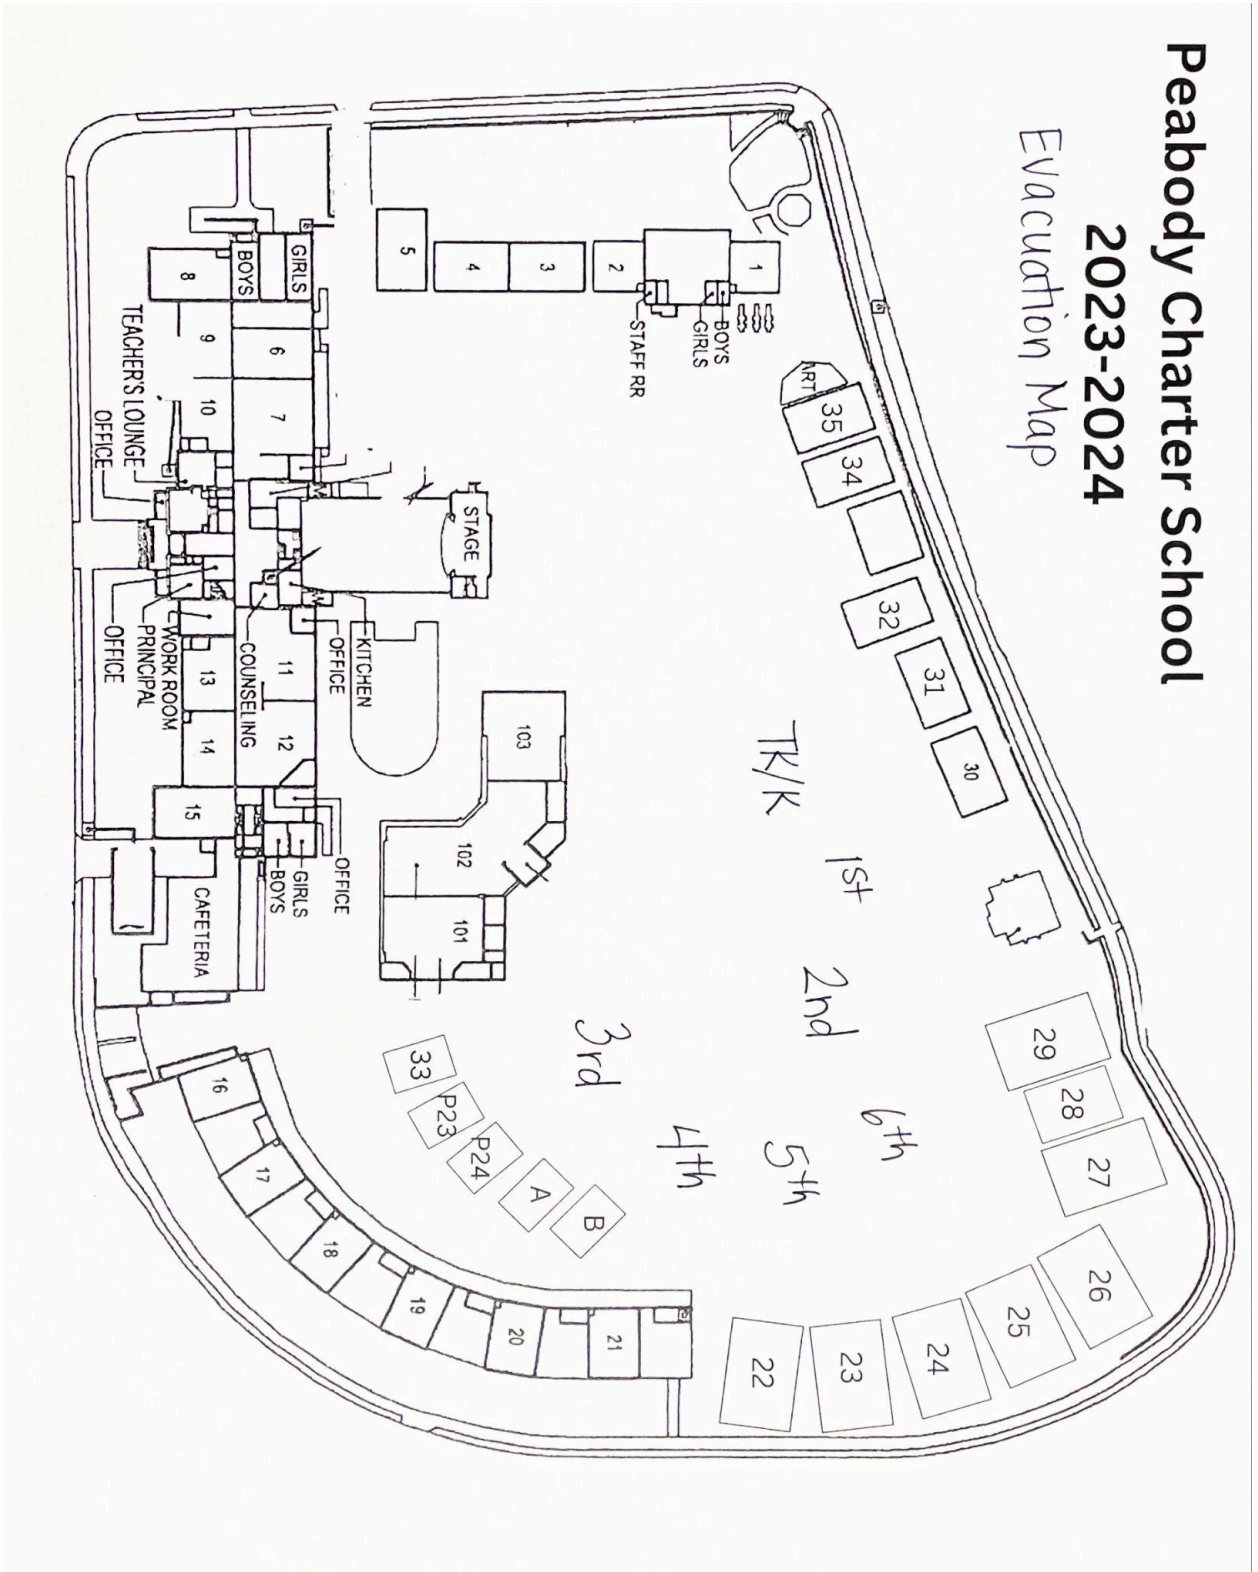 Peabody Charter School
2023-2024
Evacuation Map
1
2
3
4
5
BOYS
GIRLS
STAFF RR
ART
35
34
32
31
30
GIRLS
BOYS
8
9
6
10
7
TEACHER'S LOUNGE
OFFICE
STAGE
KITCHEN
OFFICE
COUNSELING
WORK ROOM
PRINCIPAL
OFFICE
11
12
13
14
15
OFFICE
GIRLS
BOYS
CAFETERIA
103
102
101
TK/K
1st
2nd
3rd
4th
5th
6th
29
28
27
26
25
24
23
22
33
P23
P24
A
B
16
17
18
19
20
21